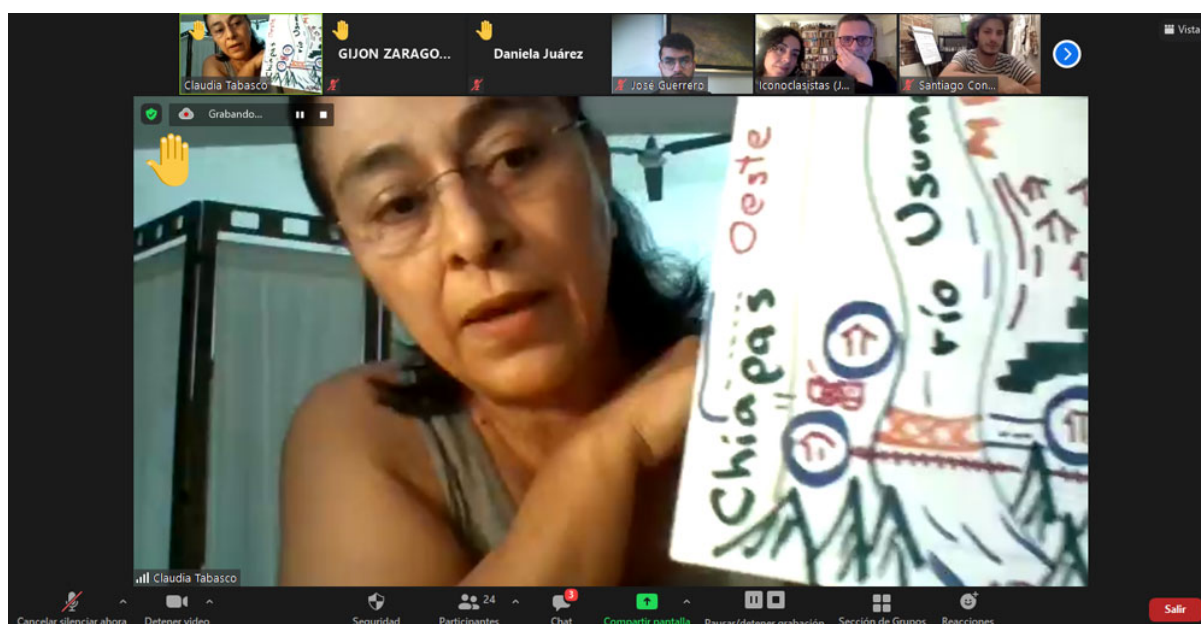 Vista
GIJON ZARAGO...
Daniela Juárez
Claudia Tabasco
José Guerrero
Iconoclasistas (J...
Santiago Con...
Grabando...
Chiapas Oeste
río Usum
M
Claudia Tabasco
Cancelar silenciar ahora
Detener video
Seguridad
24
Participantes
3
Chat
Compartir pantalla
Pausar/detener grabación
Sección de Grupos
Reacciones
Salir